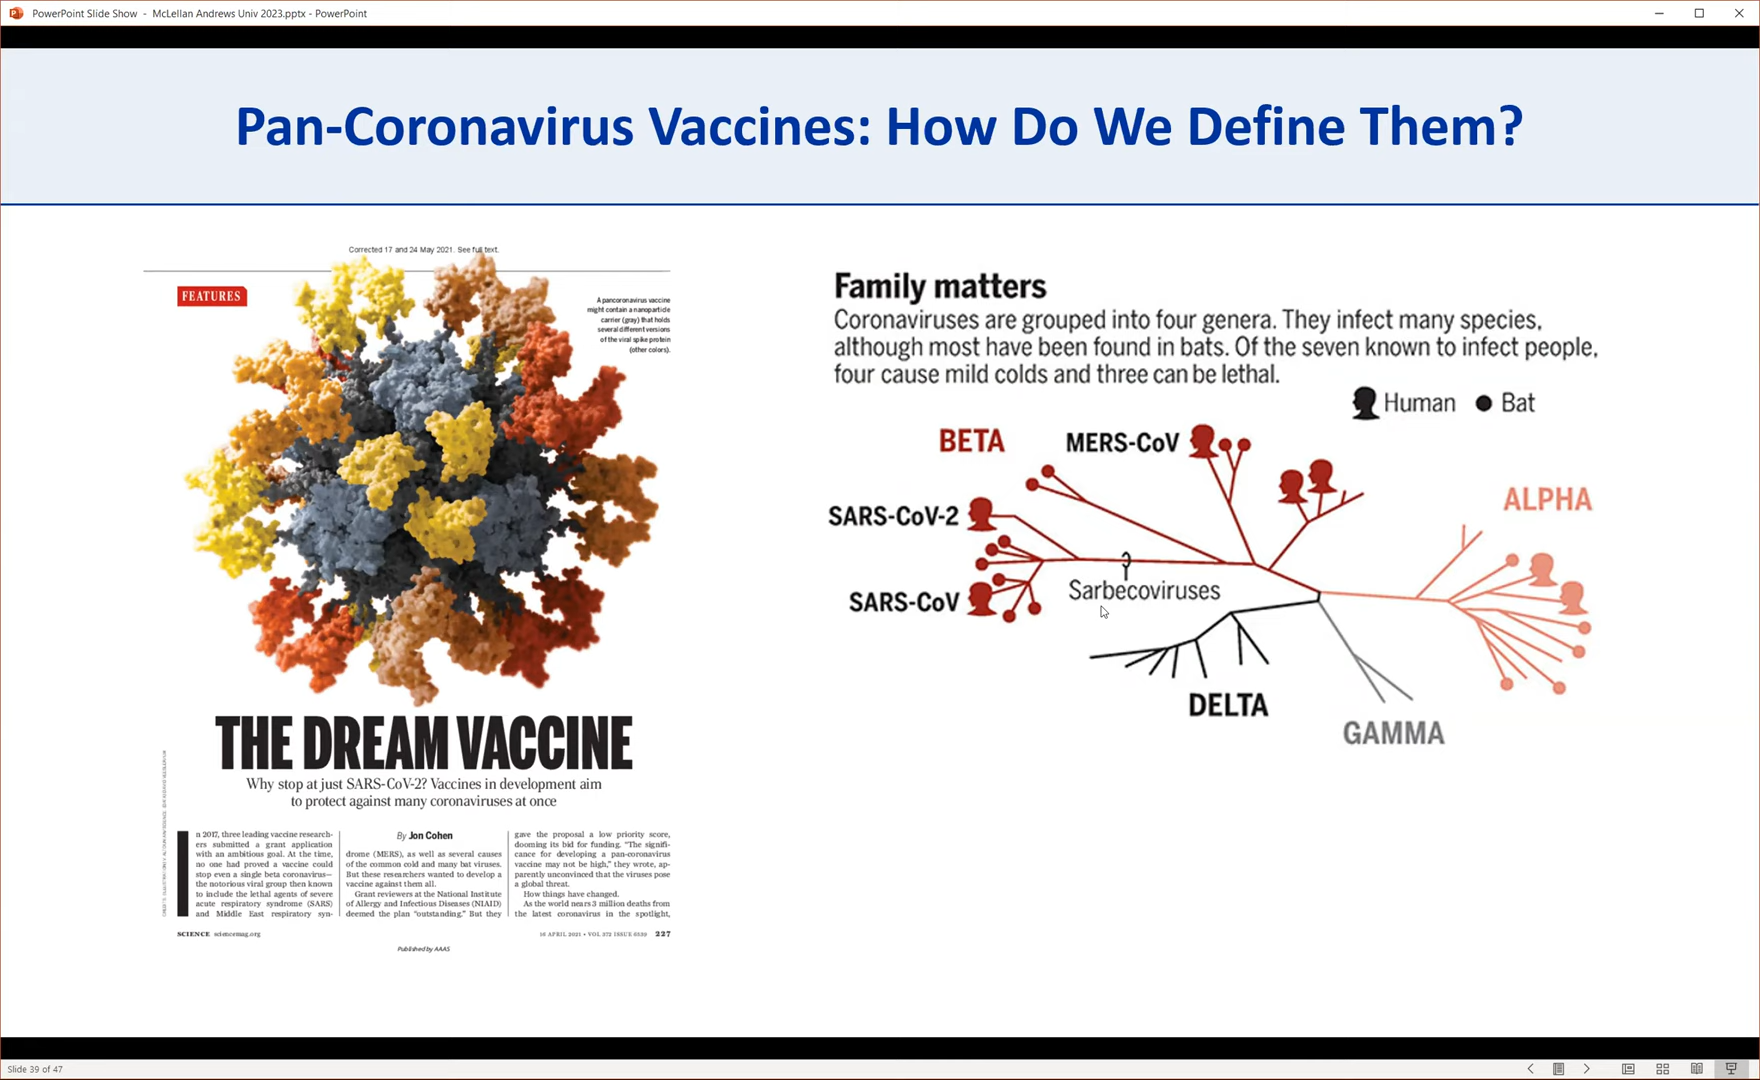 PowerPoint Slide Show - McLellan Andrews Univ 2023.pptx - PowerPoint
Pan-Coronavirus Vaccines: How Do We Define Them?
Corrected 17 and 24 May 2021. See full text.
FEATURES
A pancoronavirus vaccine
might contain a nanoparticle
carrier (gray) that holds
several different versions
of the viral spike protein
(other colors).
THE DREAM VACCINE
Why stop at just SARS-CoV-2? Vaccines in development aim
to protect against many coronaviruses at once
By Jon Cohen
In 2017, three leading vaccine research-
ers submitted a grant application
with an ambitious goal. At the time,
no one had proved a vaccine could
stop even a single beta coronavirus—
the notorious viral group then known
to include the lethal agents of severe
acute respiratory syndrome (SARS)
and Middle East respiratory syn-
drome (MERS), as well as several causes
of the common cold and many bat viruses.
But these researchers wanted to develop a
vaccine against them all.
Grant reviewers at the National Institute
of Allergy and Infectious Diseases (NIAID)
deemed the plan “outstanding.” But they
gave the proposal a low priority score,
dooming its bid for funding. “The signifi-
cance for developing a pan-coronavirus
vaccine may not be high,” they wrote, ap-
parently unconvinced that the viruses pose
a global threat.
How things have changed.
As the world nears 3 million deaths from
the latest coronavirus in the spotlight,
SCIENCE sciencemag.org
16 APRIL 2021 • VOL 372 ISSUE 6539 227
Published by AAAS
Family matters
Coronaviruses are grouped into four genera. They infect many species,
although most have been found in bats. Of the seven known to infect people,
four cause mild colds and three can be lethal.
Human Bat
BETA
MERS-CoV
SARS-CoV-2
ALPHA
Sarbecoviruses
SARS-CoV
DELTA
GAMMA
Slide 39 of 47